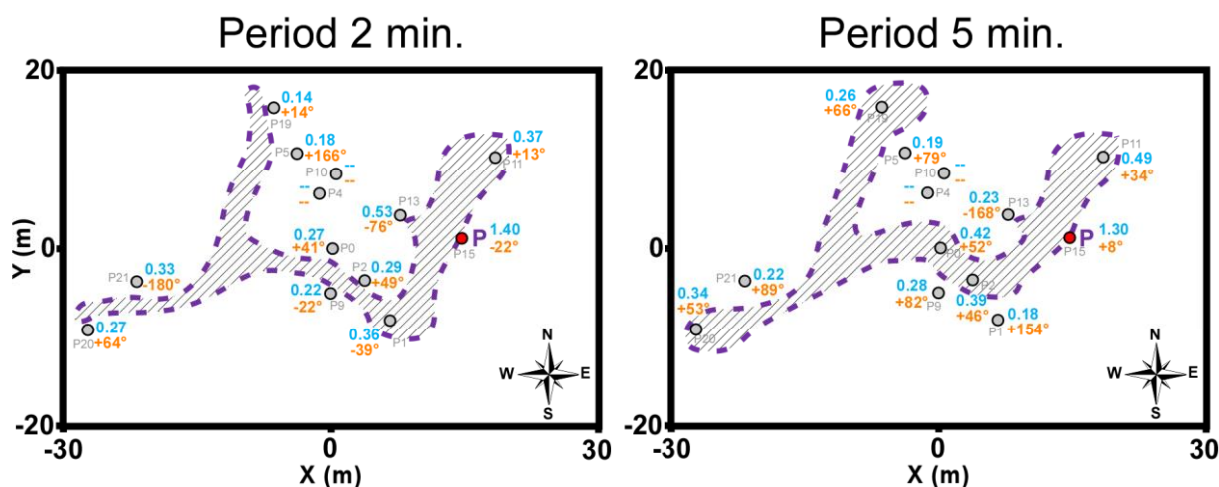 Period 2 min.
20
0
-20
-30
0
30
Y (m)
X (m)
0.14
+14°
P19
0.18
+166°
P5
P10
--
--
--
--
P4
0.37
+13°
P11
0.53
-76°
P13
P
1.40
-22°
P15
0.27
+41°
P0
P2
0.29
+49°
0.22
-22°
P9
0.36
-39°
P1
P21
0.33
-180°
0.27
+64°
P20
N
W
E
S
Period 5 min.
20
0
-20
-30
0
30
X (m)
0.26
+66°
P19
0.19
+79°
P5
P10
--
--
--
--
P4
P11
0.49
+34°
0.23
-168°
P13
P
1.30
+8°
P15
0.42
+52°
P0
P2
0.39
+46°
0.28
+82°
P9
0.18
+154°
P1
P21
0.22
+89°
0.34
+53°
P20
N
W
E
S